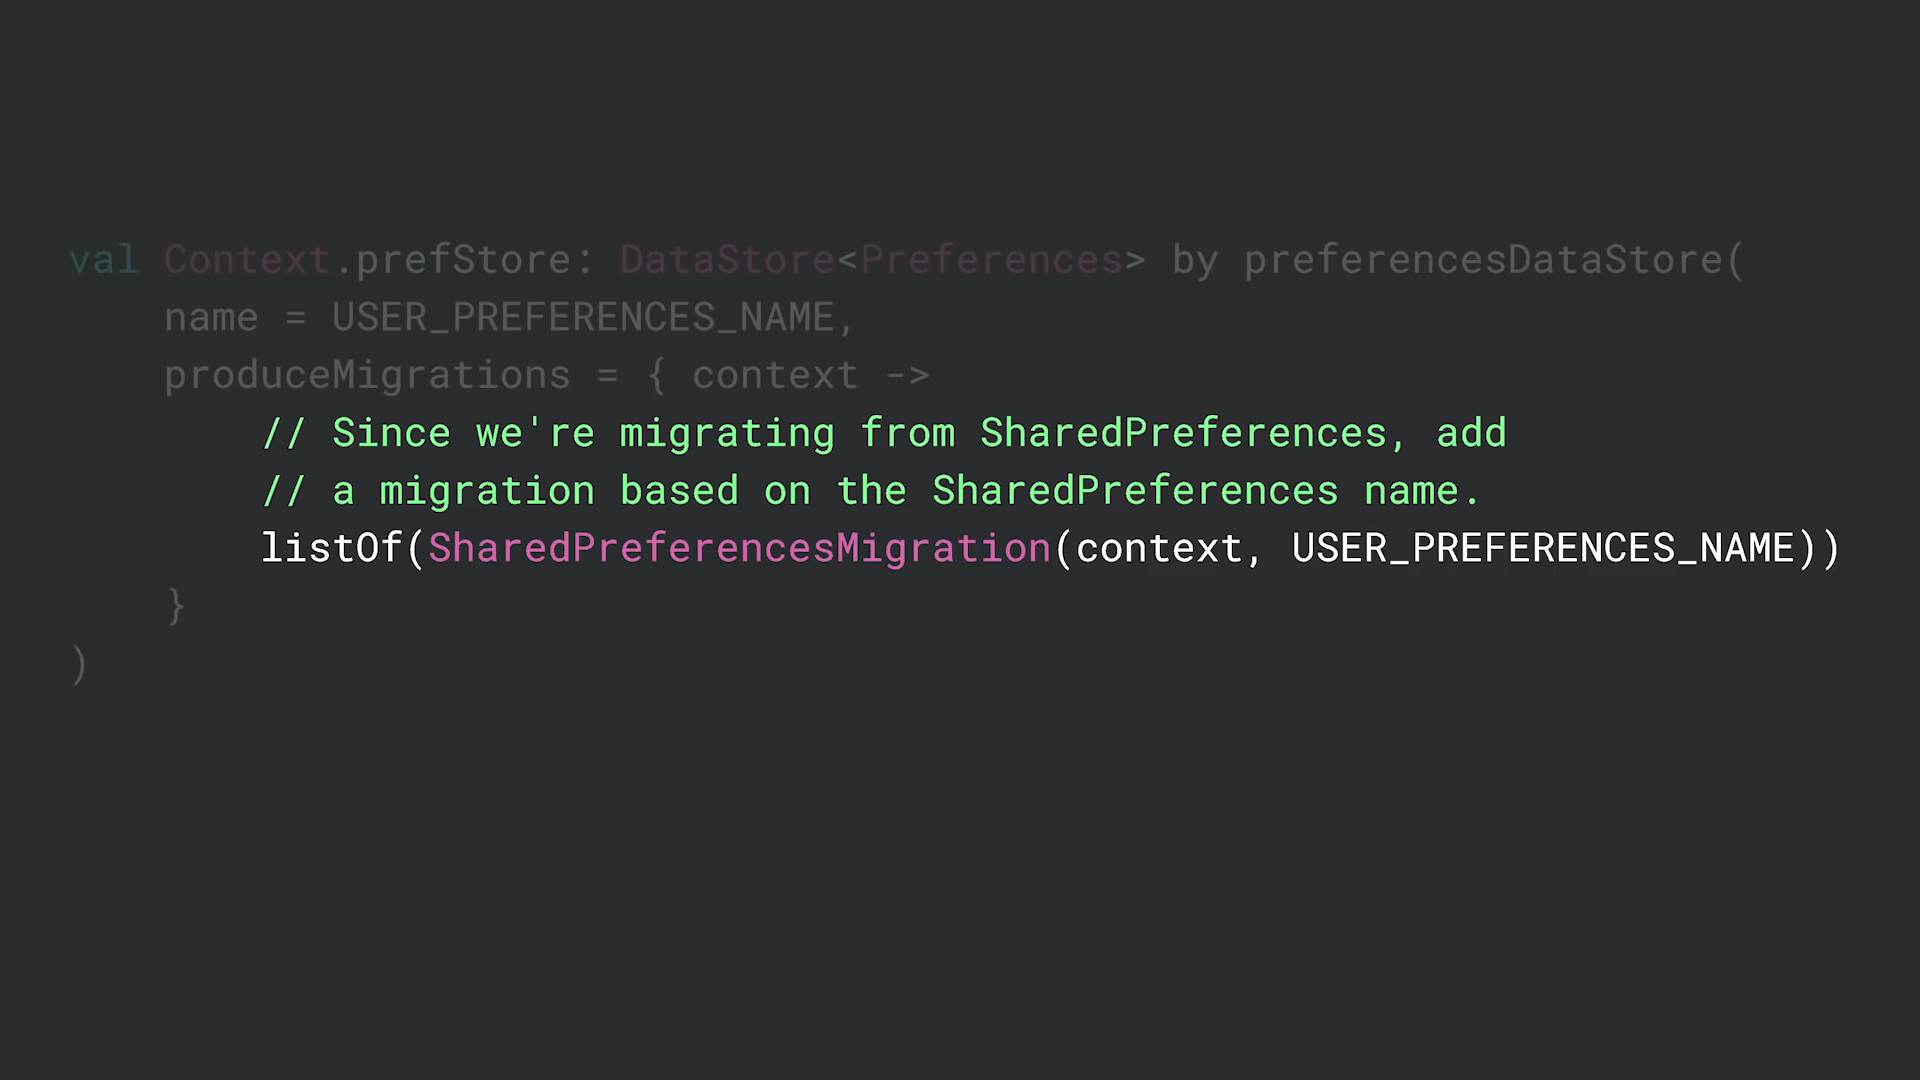 val Context.prefStore: DataStore<Preferences> by preferencesDataStore(
    name = USER_PREFERENCES_NAME,
    produceMigrations = { context ->
        // Since we're migrating from SharedPreferences, add
        // a migration based on the SharedPreferences name.
        listOf(SharedPreferencesMigration(context, USER_PREFERENCES_NAME))
    }
)